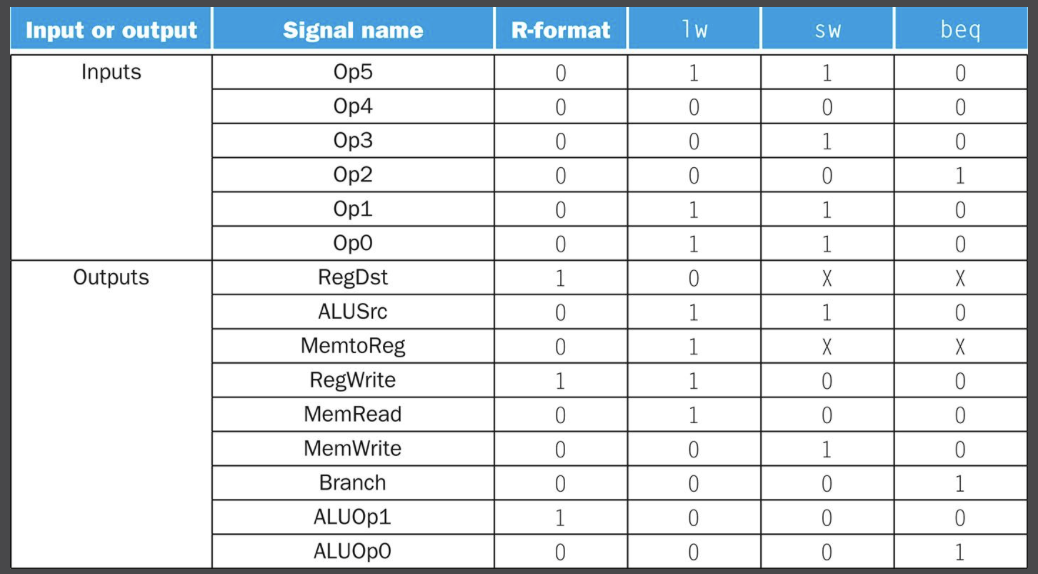 Input or output Signal name R-format lw sw beq
Inputs Op5 0 1 1 0
Op4 0 0 0 0
Op3 0 0 1 0
Op2 0 0 0 1
Op1 0 1 1 0
Op0 0 1 1 0
Outputs RegDst 1 0 X X
ALUSrc 0 1 1 0
MemtoReg 0 1 X X
RegWrite 1 1 0 0
MemRead 0 1 0 0
MemWrite 0 0 1 0
Branch 0 0 0 1
ALUOp1 1 0 0 0
ALUOp0 0 0 0 1